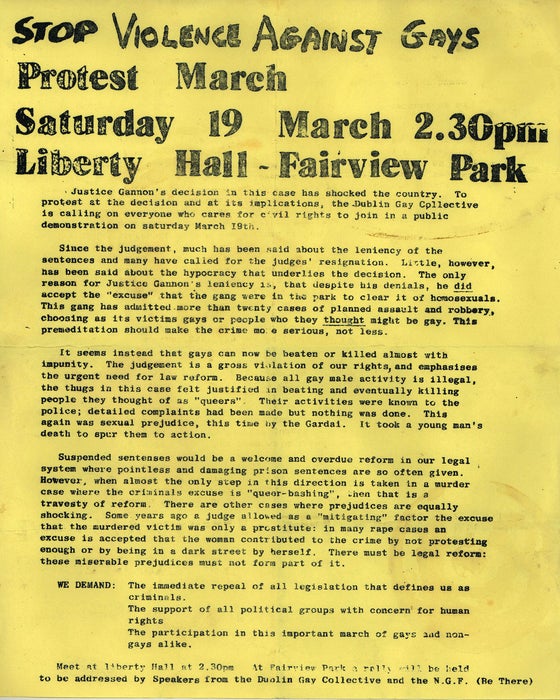 STOP VIOLENCE AGAINST GAYS
Protest March
Saturday 19 March 2.30pm
Liberty Hall - Fairview Park
Justice Gannon's decision in this case has shocked the country. To
protest at the decision and at its implications, the Dublin Gay Collective
is calling on everyone who cares for civil rights to join in a public
demonstration on saturday March 19th.
Since the judgement, much has been said about the leniency of the
sentences and many have called for the judges' resignation. Little, however,
has been said about the hypocracy that underlies the decision. The only
reason for Justice Gannon's leniency is, that despite his denials, he did
accept the "excuse" that the gang were in the park to clear it of homosexuals.
This gang has admitted more than twenty cases of planned assault and robbery,
choosing as its victims gays or people who they thought might be gay. This
premeditation should make the crime more serious, not less.
It seems instead that gays can now be beaten or killed almost with
impunity. The judgement is a gross violation of our rights, and emphasises
the urgent need for law reform. Because all gay male activity is illegal,
the thugs in this case felt justified in beating and eventually killing
people they thought of as "queers". Their activities were known to the
police; detailed complaints had been made but nothing was done. This
again was sexual prejudice, this time by the Gardai. It took a young man's
death to spur them to action.
Suspended sentenses would be a welcome and overdue reform in our legal
system where pointless and damaging prison sentences are so often given.
However, when almost the only step in this direction is taken in a murder
case where the criminals excuse is "queer-bashing", then that is a
travesty of reform. There are other cases where prejudices are equally
shocking. Some years ago a judge allowed as a "mitigating" factor the excuse
that the murdered victim was only a prostitute: in many rape cases an
excuse is accepted that the woman contributed to the crime by not protesting
enough or by being in a dark street by herself. There must be legal reform:
these miserable prejudices must not form part of it.
WE DEMAND: The immediate repeal of all legislation that defines us as
criminals.
The support of all political groups with concern for human
rights
The participation in this important march of gays and non-
gays alike.
Meet at liberty Hall at 2.30pm At Fairview Park a rally will be held
to be addressed by Speakers from the Dublin Gay Collective and the N.G.F. (Be There)